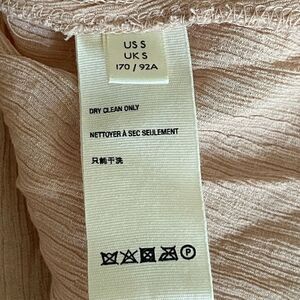 US S
UK S
170 / 92A
DRY CLEAN ONLY
NETTOYER À SEC SEULEMENT
只能干洗
P